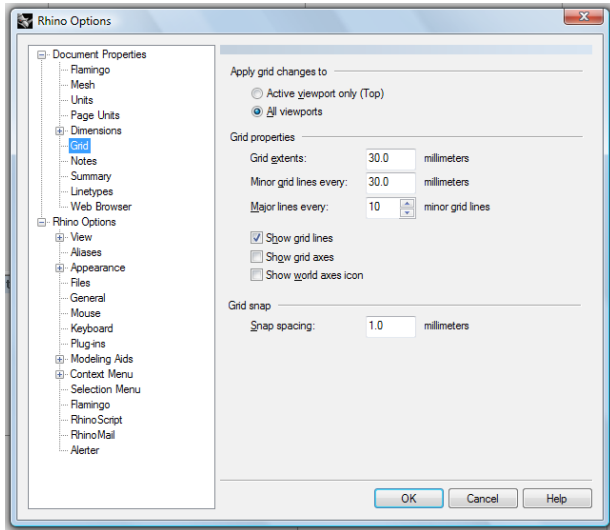 Rhino Options
Document Properties
Flamingo
Mesh
Units
Page Units
Dimensions
Grid
Notes
Summary
Linetypes
Web Browser
Rhino Options
View
Aliases
Appearance
Files
General
Mouse
Keyboard
Plug-ins
Modeling Aids
Context Menu
Selection Menu
Flamingo
RhinoScript
RhinoMail
Alerter
Apply grid changes to
Active viewport only (Top)
All viewports
Grid properties
Grid extents: 30.0 millimeters
Minor grid lines every: 30.0 millimeters
Major lines every: 10 minor grid lines
Show grid lines
Show grid axes
Show world axes icon
Grid snap
Snap spacing: 1.0 millimeters
OK Cancel Help